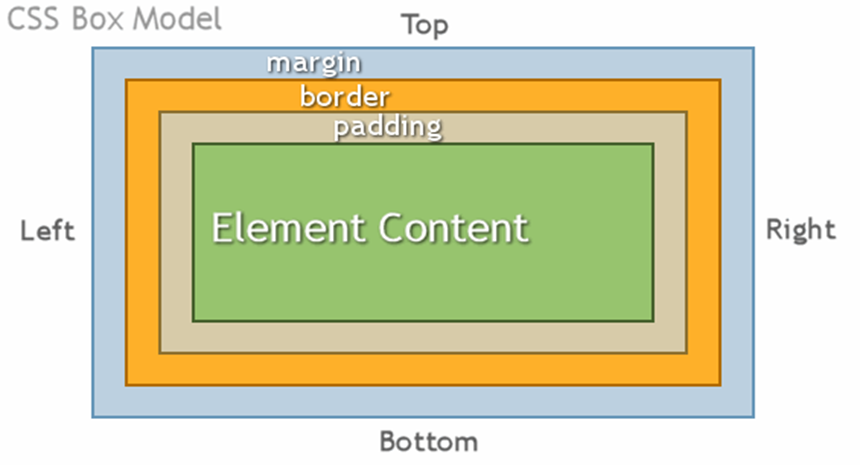 CSS Box Model
Top
margin
border
padding
Left
Element Content
Right
Bottom